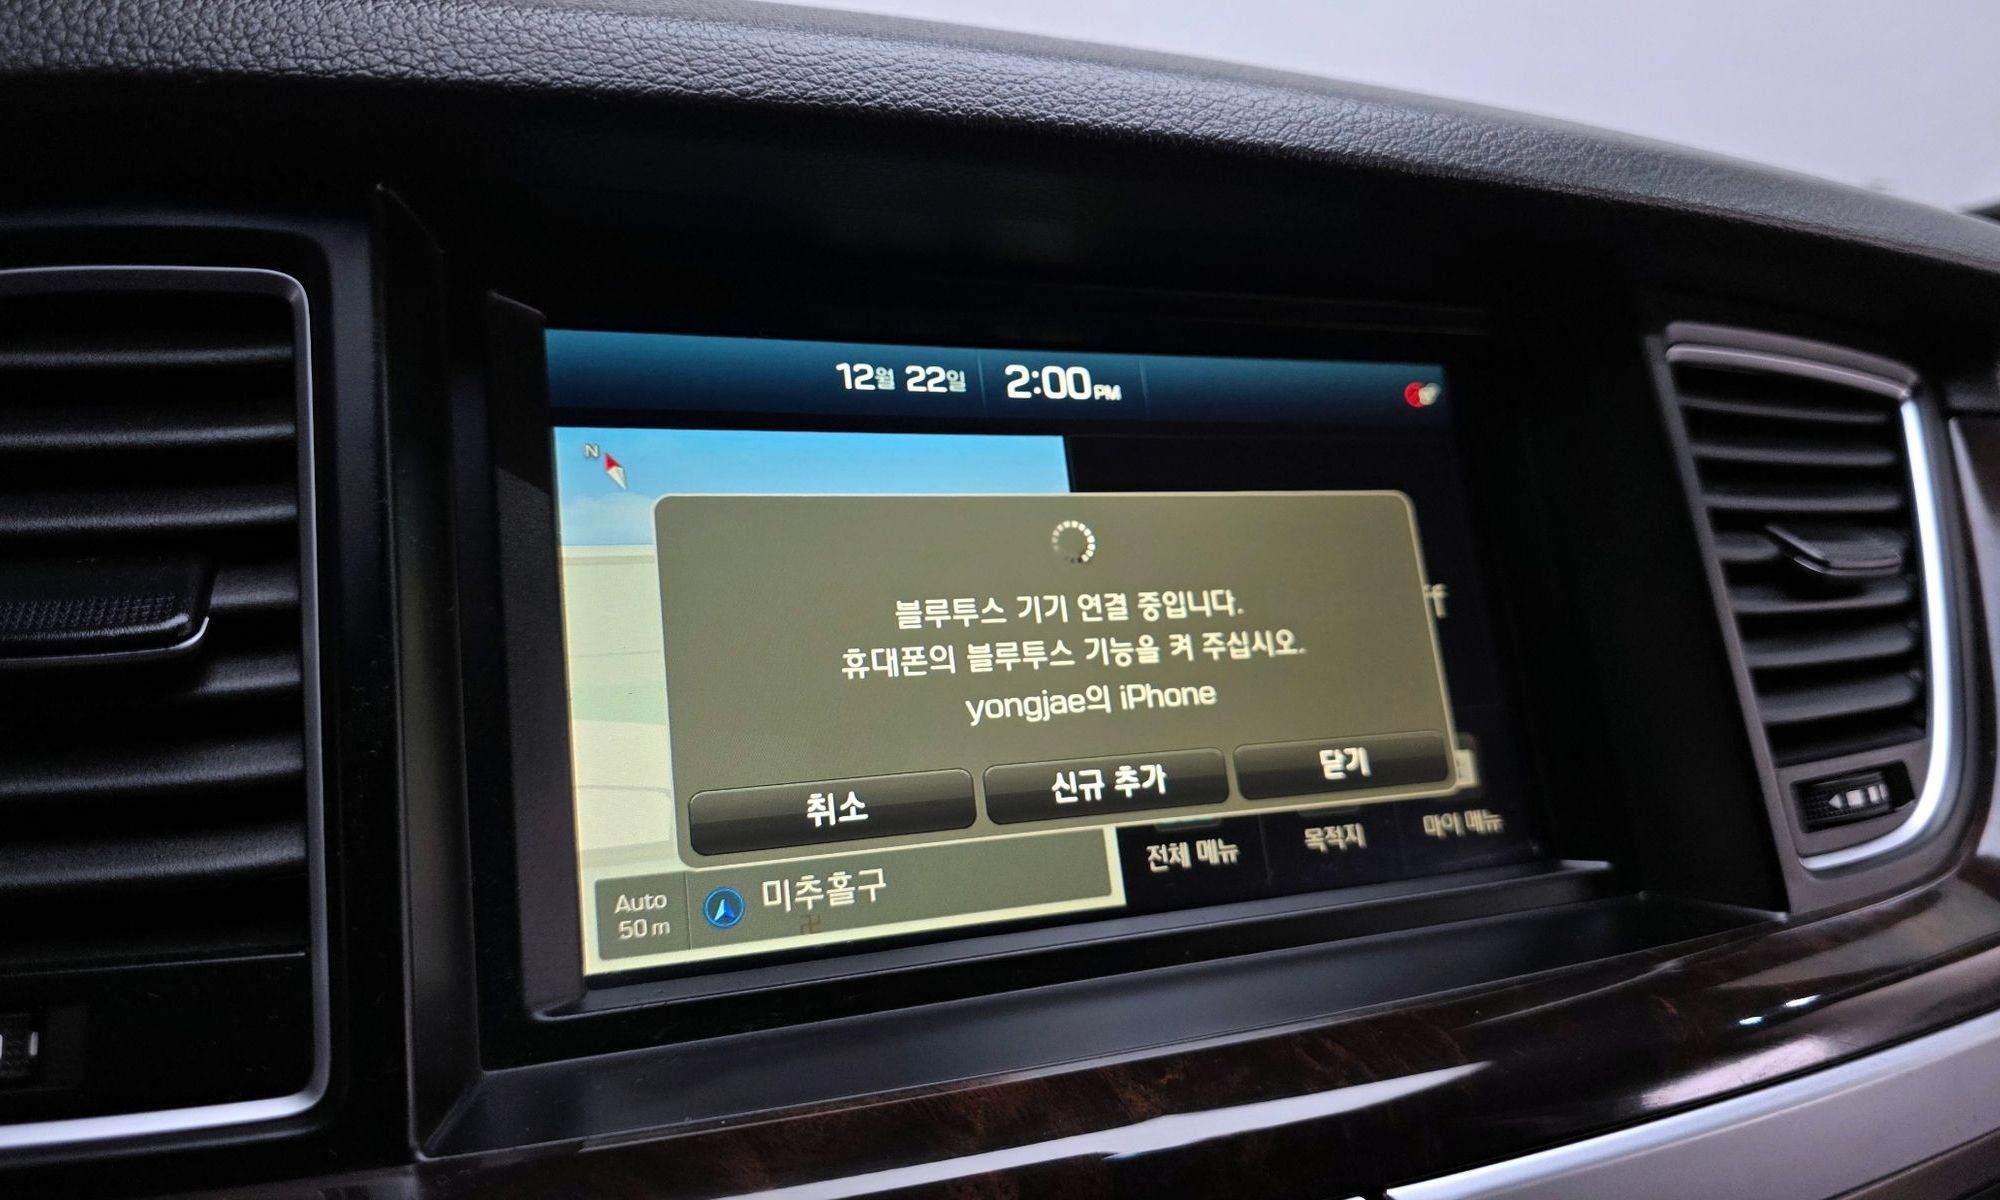 12월 22일 2:00 PM
N
블루투스 기기 연결 중입니다.
휴대폰의 블루투스 기능을 켜 주십시오.
yongjae의 iPhone
취소 신규 추가 닫기
전체 메뉴 목적지 마이 메뉴
Auto
50 m
미추홀구